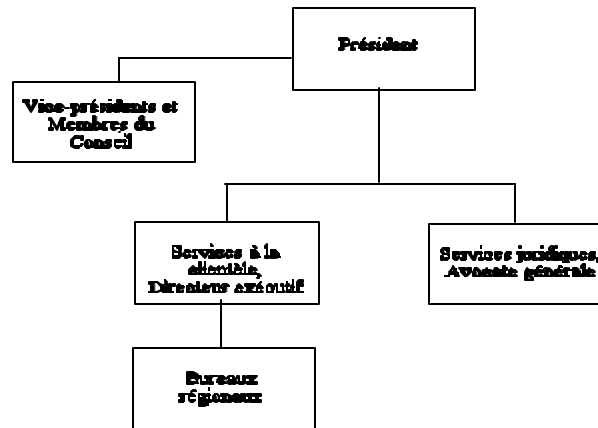 Président
Vice-présidents et
Membres du
Conseil
Services à la
clientèle,
Directeur exécutif
Services juridiques,
Avocate générale
Bureaux
régionaux